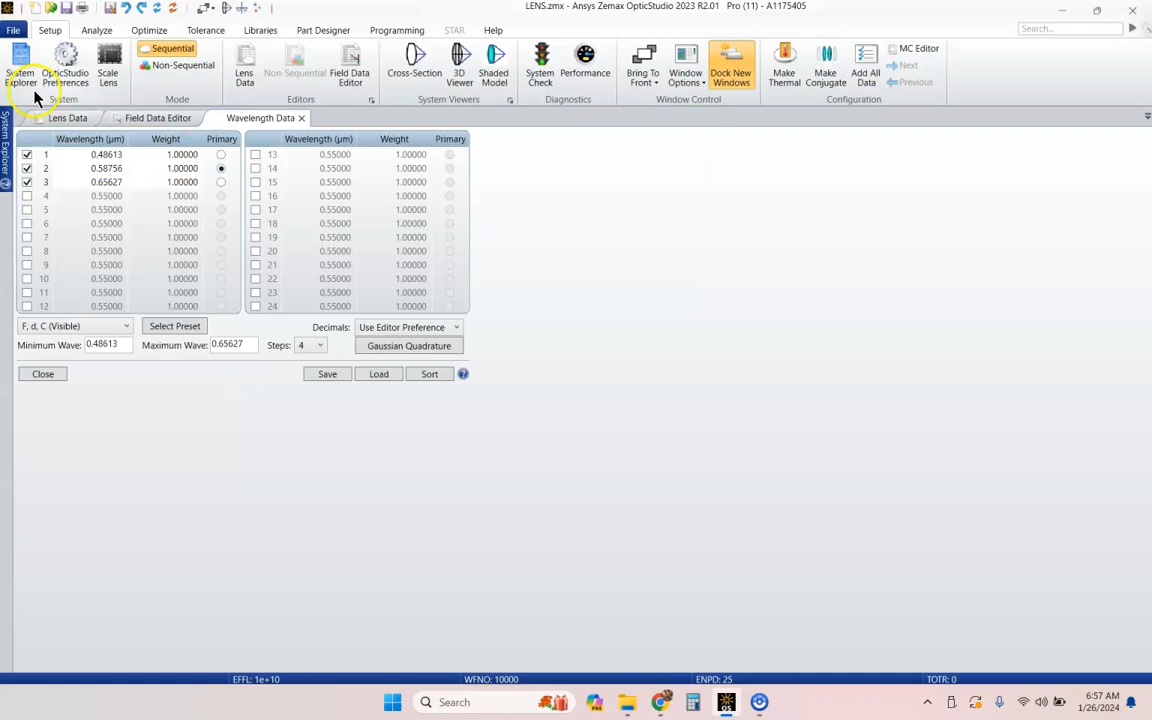 LENS.zmx - Ansys Zemax OpticStudio 2023 R2.01   Pro (11) - A1175405
File Setup Analyze Optimize Tolerance Libraries Part Designer Programming STAR Help Search...
System Explorer OpticStudio Preferences Scale Lens Sequential Non-Sequential Lens Data Non-Sequential Field Data Editor Cross-Section 3D Viewer Shaded Model System Check Performance Bring To Front Window Options Dock New Windows Make Thermal Make Conjugate Add All Data MC Editor Next Previous
System Mode Editors System Viewers Diagnostics Window Control Configuration
System Explorer
Lens Data Field Data Editor Wavelength Data
Wavelength (µm) Weight Primary Wavelength (µm) Weight Primary
1 0.48613 1.00000 13 0.55000 1.00000
2 0.58756 1.00000 14 0.55000 1.00000
3 0.65627 1.00000 15 0.55000 1.00000
4 0.55000 1.00000 16 0.55000 1.00000
5 0.55000 1.00000 17 0.55000 1.00000
6 0.55000 1.00000 18 0.55000 1.00000
7 0.55000 1.00000 19 0.55000 1.00000
8 0.55000 1.00000 20 0.55000 1.00000
9 0.55000 1.00000 21 0.55000 1.00000
10 0.55000 1.00000 22 0.55000 1.00000
11 0.55000 1.00000 23 0.55000 1.00000
12 0.55000 1.00000 24 0.55000 1.00000
F, d, C (Visible) Select Preset Decimals: Use Editor Preference
Minimum Wave: 0.48613 Maximum Wave: 0.65627 Steps: 4 Gaussian Quadrature
Close Save Load Sort
EFFL: 1e+10 WFNO: 10000 ENPD: 25 TOTR: 0
Search 6:57 AM
1/26/2024